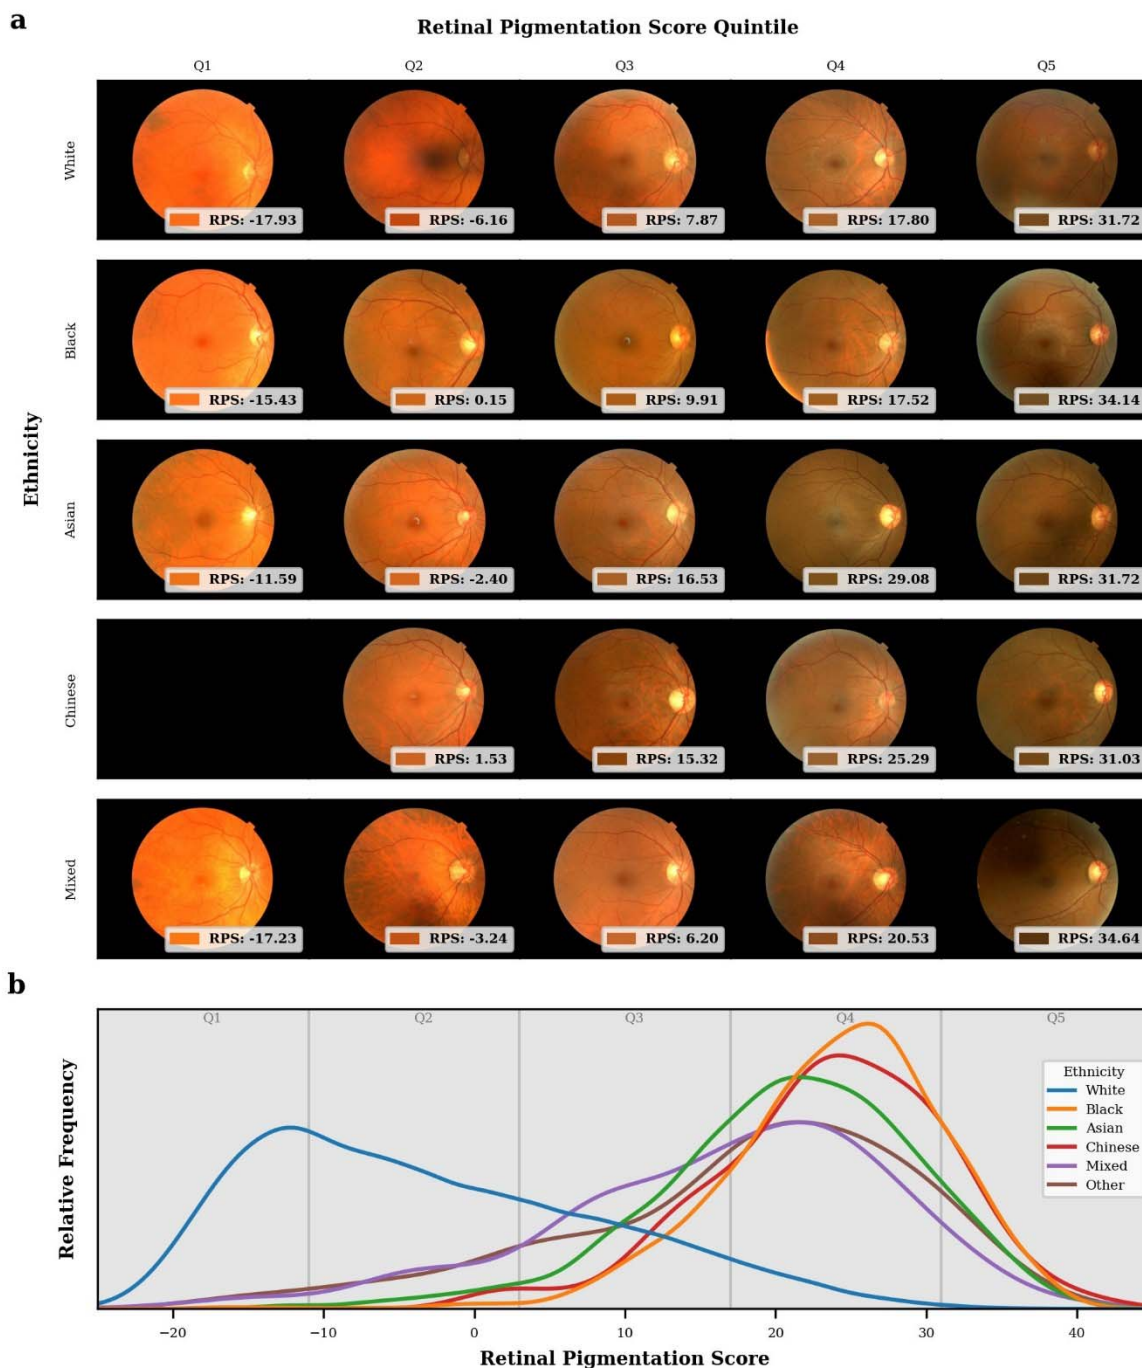 a
Retinal Pigmentation Score Quintile
Q1 Q2 Q3 Q4 Q5
Ethnicity
White
RPS: -17.93 RPS: -6.16 RPS: 7.87 RPS: 17.80 RPS: 31.72
Black
RPS: -15.43 RPS: 0.15 RPS: 9.91 RPS: 17.52 RPS: 34.14
Asian
RPS: -11.59 RPS: -2.40 RPS: 16.53 RPS: 29.08 RPS: 31.72
Chinese
RPS: 1.53 RPS: 15.32 RPS: 25.29 RPS: 31.03
Mixed
RPS: -17.23 RPS: -3.24 RPS: 6.20 RPS: 20.53 RPS: 34.64
b
Relative Frequency
Q1 Q2 Q3 Q4 Q5
Ethnicity
White
Black
Asian
Chinese
Mixed
Other
−20 −10 0 10 20 30 40
Retinal Pigmentation Score